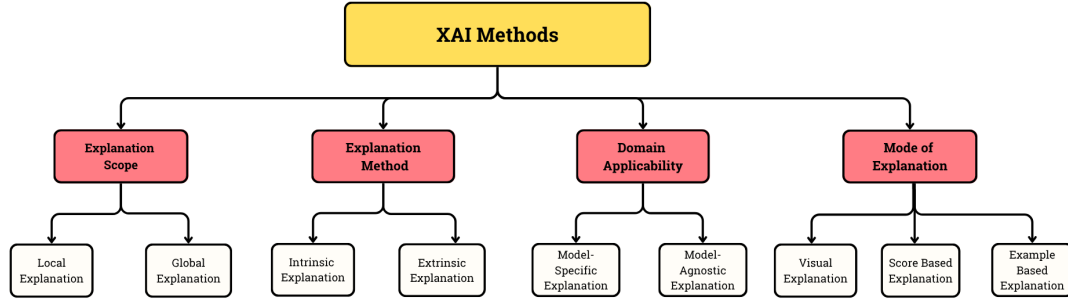 XAI Methods
Explanation
Scope
Explanation
Method
Domain
Applicability
Mode of
Explanation
Local
Explanation
Global
Explanation
Intrinsic
Explanation
Extrinsic
Explanation
Model-
Specific
Explanation
Model-
Agnostic
Explanation
Visual
Explanation
Score Based
Explanation
Example
Based
Explanation